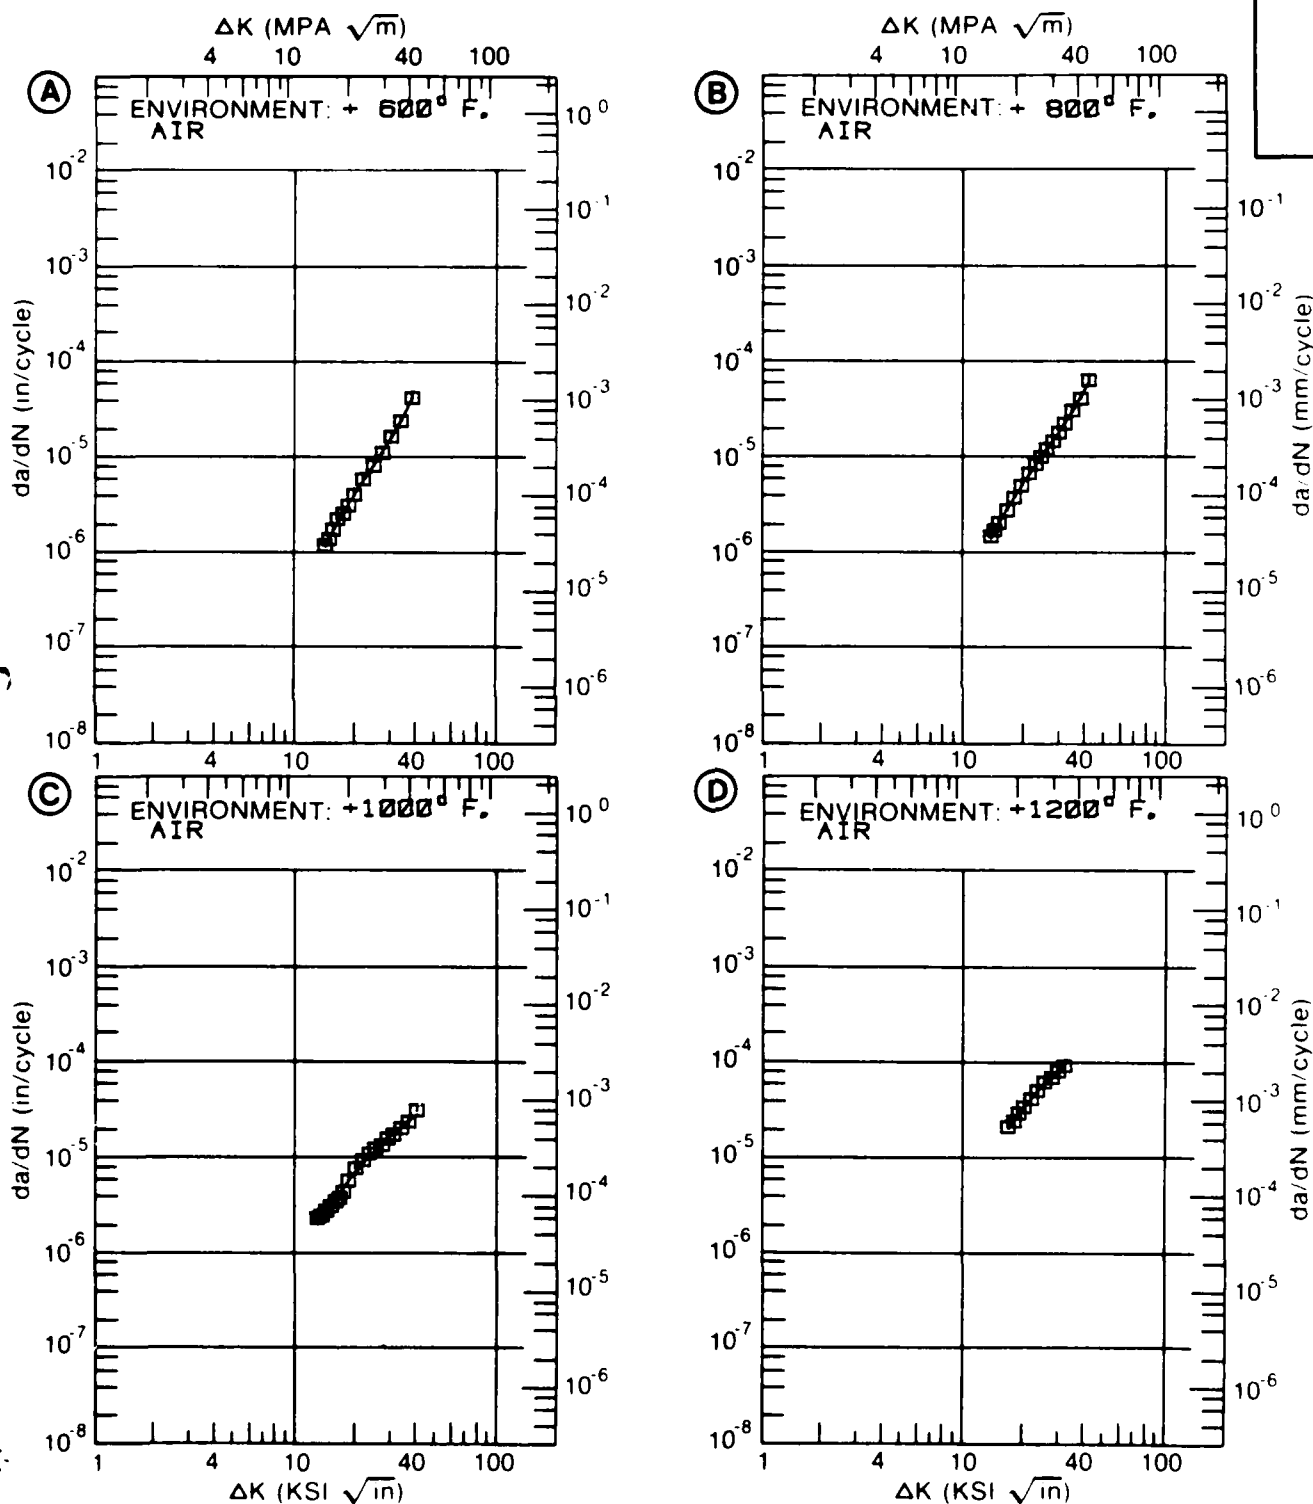 ΔK (MPA √m)
4 10 40 100
A
ENVIRONMENT: + 600° F.
AIR
10^0
10^-1
10^-2
10^-3
10^-4
10^-5
10^-6
10^-2
10^-3
10^-4
10^-5
10^-6
10^-7
10^-8
da/dN (in/cycle)
1 4 10 40 100
ΔK (MPA √m)
4 10 40 100
B
ENVIRONMENT: + 800° F.
AIR
10^-2
10^-3
10^-4
10^-5
10^-6
10^-7
10^-8
10^-1
10^-2
10^-3
10^-4
10^-5
10^-6
da/dN (mm/cycle)
1 4 10 40 100
C
ENVIRONMENT: +1000° F.
AIR
10^-2
10^-3
10^-4
10^-5
10^-6
10^-7
10^-8
da/dN (in/cycle)
10^0
10^-1
10^-2
10^-3
10^-4
10^-5
10^-6
1 4 10 40 100
ΔK (KSI √in)
D
ENVIRONMENT: +1200° F.
AIR
10^-2
10^-3
10^-4
10^-5
10^-6
10^-7
10^-8
10^0
10^-1
10^-2
10^-3
10^-4
10^-5
10^-6
da/dN (mm/cycle)
1 4 10 40 100
ΔK (KSI √in)